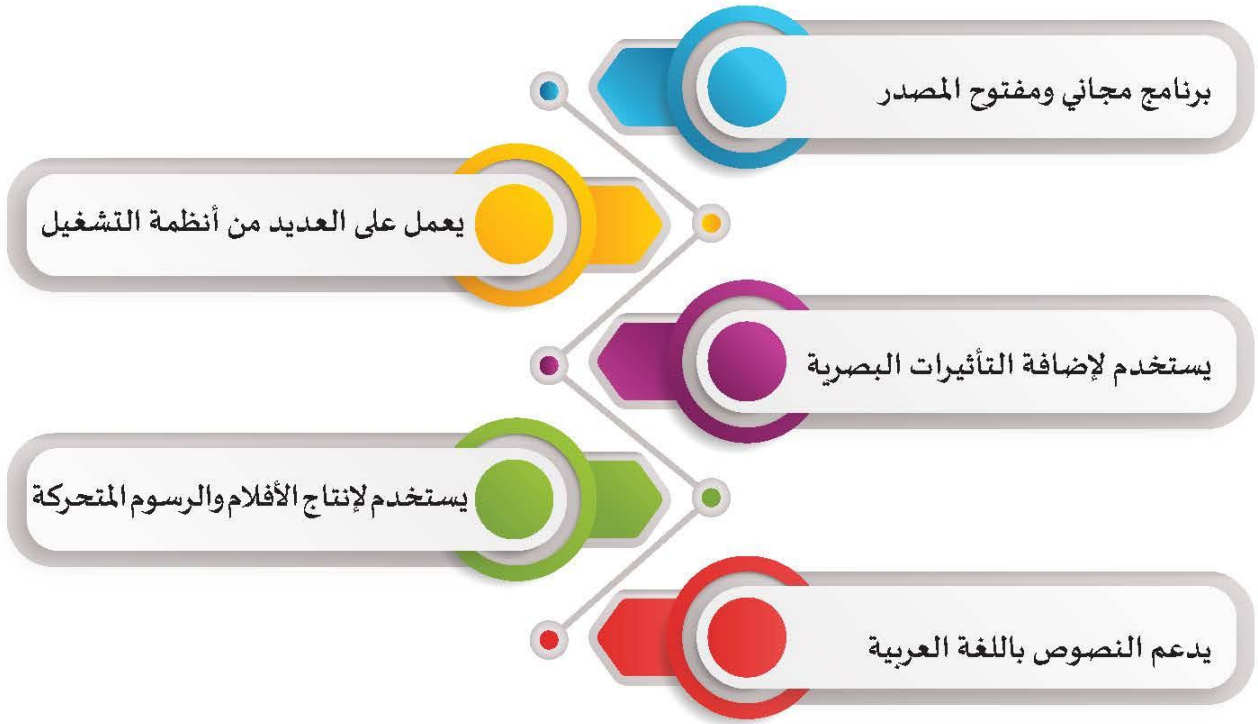 برنامج مجاني ومفتوح المصدر
يعمل على العديد من أنظمة التشغيل
يستخدم لإضافة التأثيرات البصرية
يستخدم لإنتاج الأفلام والرسوم المتحركة
يدعم النصوص باللغة العربية